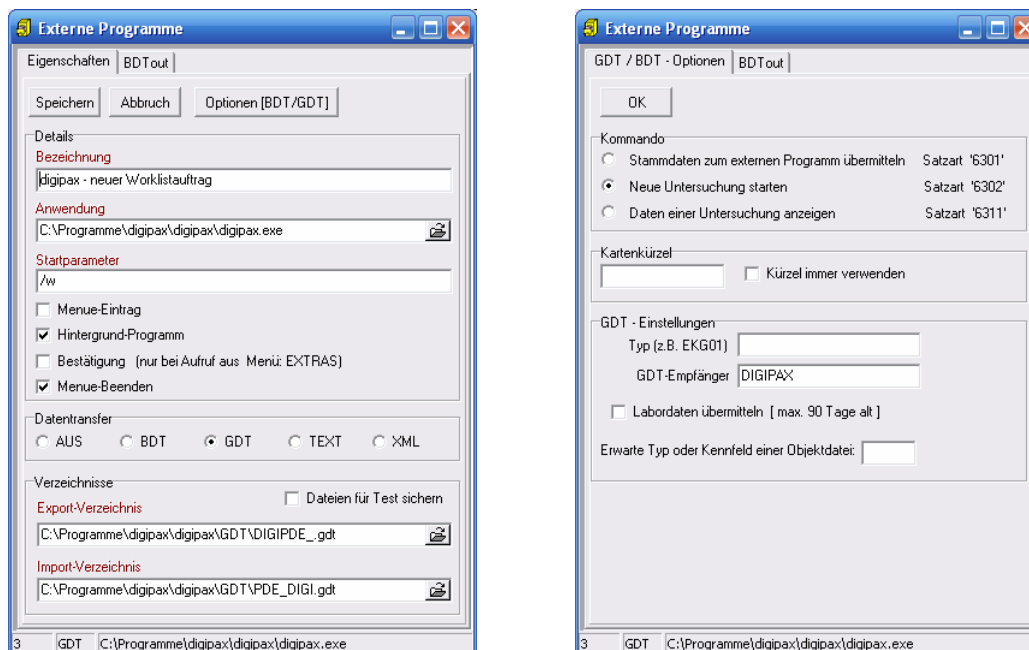 Externe Programme
Eigenschaften BDTout
Speichern Abbruch Optionen [BDT/GDT]
Details
Bezeichnung
digipax - neuer Worklistauftrag
Anwendung
C:\Programme\digipax\digipax\digipax.exe
Startparameter
/w
Menue-Eintrag
Hintergrund-Programm
Bestätigung (nur bei Aufruf aus Menü: EXTRAS)
Menue-Beenden
Datentransfer
AUS BDT GDT TEXT XML
Verzeichnisse
Dateien für Test sichern
Export-Verzeichnis
C:\Programme\digipax\digipax\GDT\DIGIPDE_.gdt
Import-Verzeichnis
C:\Programme\digipax\digipax\GDT\PDE_DIGI.gdt
3 GDT C:\Programme\digipax\digipax\digipax.exe
Externe Programme
GDT / BDT - Optionen BDTout
OK
Kommando
Stammdaten zum externen Programm übermitteln Satzart '6301'
Neue Untersuchung starten Satzart '6302'
Daten einer Untersuchung anzeigen Satzart '6311'
Kartenkürzel
Kürzel immer verwenden
GDT - Einstellungen
Typ (z.B. EKG01)
GDT-Empfänger DIGIPAX
Labordaten übermitteln [ max. 90 Tage alt ]
Erwarte Typ oder Kennfeld einer Objektdatei:
3 GDT C:\Programme\digipax\digipax\digipax.exe